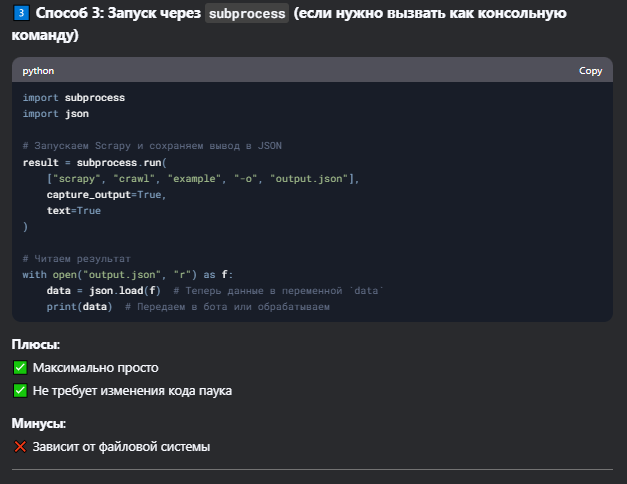 3 Способ 3: Запуск через subprocess (если нужно вызвать как консольную
команду)
python Copy
import subprocess
import json
# Запускаем Scrapy и сохраняем вывод в JSON
result = subprocess.run(
    ["scrapy", "crawl", "example", "-o", "output.json"],
    capture_output=True,
    text=True
)
# Читаем результат
with open("output.json", "r") as f:
    data = json.load(f)  # Теперь данные в переменной `data`
    print(data)  # Передаем в бота или обрабатываем
Плюсы:
✅ Максимально просто
✅ Не требует изменения кода паука
Минусы:
❌ Зависит от файловой системы